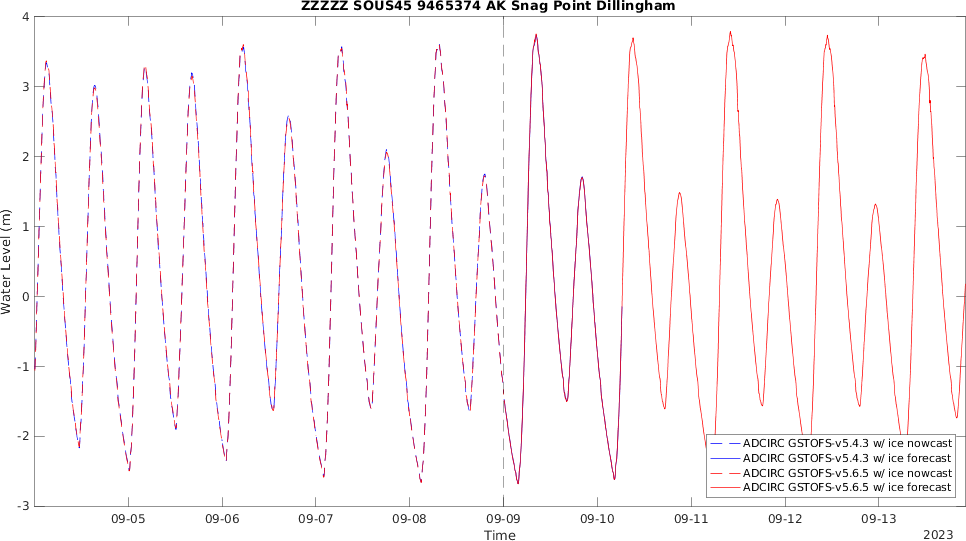 ZZZZZ SOUS45 9465374 AK Snag Point Dillingham
4
3
2
1
0
-1
-2
-3
Water Level (m)
09-05
09-06
09-07
09-08
09-09
09-10
09-11
09-12
09-13
Time
2023
ADCIRC GSTOFS-v5.4.3 w/ ice nowcast
ADCIRC GSTOFS-v5.4.3 w/ ice forecast
ADCIRC GSTOFS-v5.6.5 w/ ice nowcast
ADCIRC GSTOFS-v5.6.5 w/ ice forecast